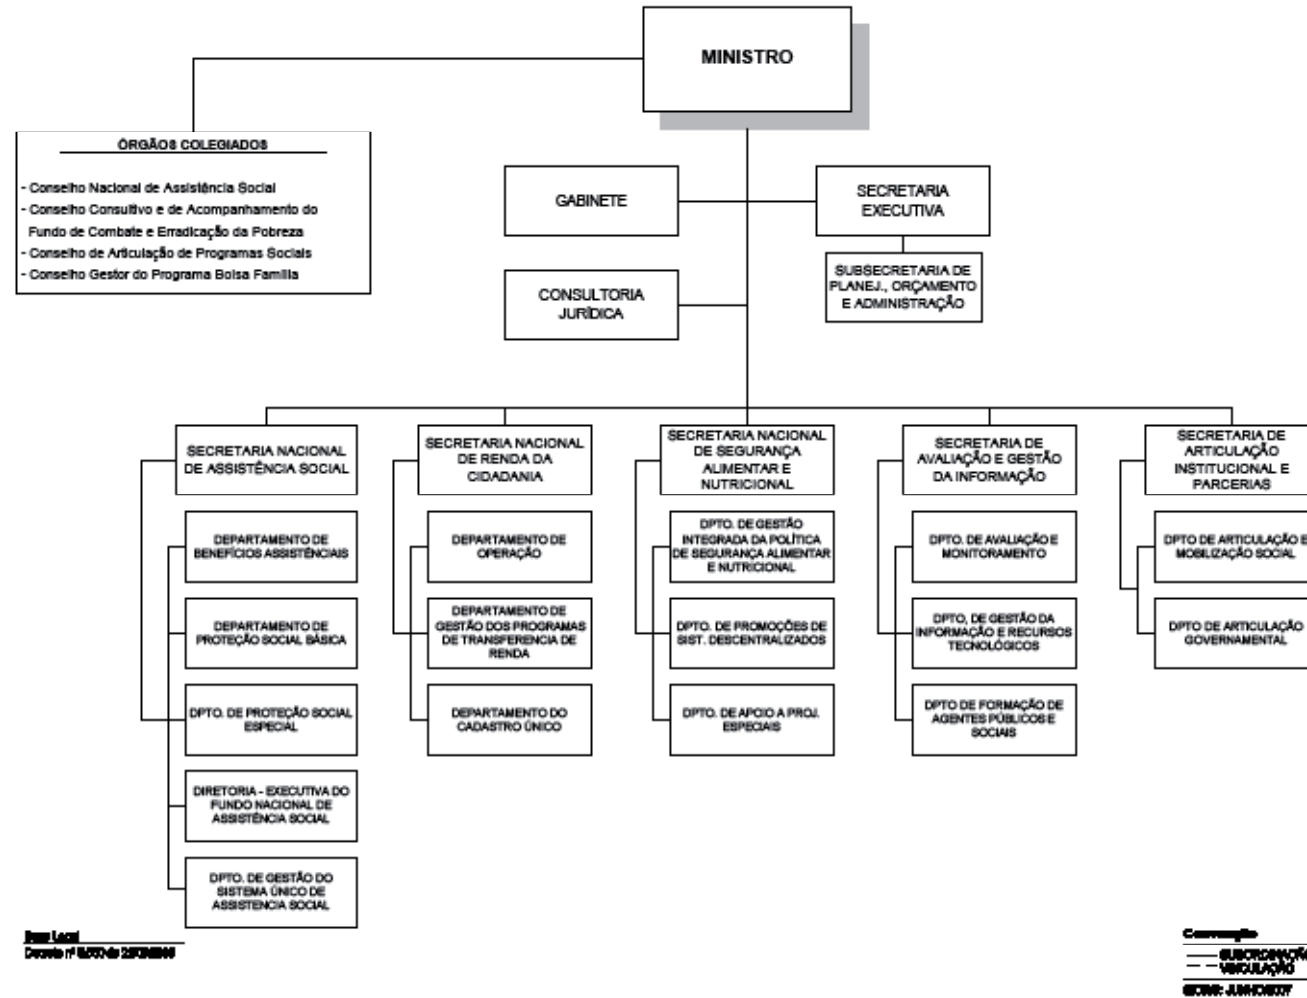 MINISTRO
ÓRGÃOS COLEGIADOS
- Conselho Nacional de Assistência Social
- Conselho Consultivo e de Acompanhamento do
Fundo de Combate e Erradicação da Pobreza
- Conselho de Articulação de Programas Sociais
- Conselho Gestor do Programa Bolsa Família
GABINETE
SECRETARIA
EXECUTIVA
SUBSECRETARIA DE
PLANEJ., ORÇAMENTO
E ADMINISTRAÇÃO
CONSULTORIA
JURÍDICA
SECRETARIA NACIONAL
DE ASSISTÊNCIA SOCIAL
DEPARTAMENTO DE
BENEFÍCIOS ASSISTÊNCIAIS
DEPARTAMENTO DE
PROTEÇÃO SOCIAL BÁSICA
DPTO. DE PROTEÇÃO SOCIAL
ESPECIAL
DIRETORIA - EXECUTIVA DO
FUNDO NACIONAL DE
ASSISTÊNCIA SOCIAL
DPTO. DE GESTÃO DO
SISTEMA ÚNICO DE
ASSISTENCIA SOCIAL
SECRETARIA NACIONAL
DE RENDA DA
CIDADANIA
DEPARTAMENTO DE
OPERAÇÃO
DEPARTAMENTO DE
GESTÃO DOS PROGRAMAS
DE TRANSFERENCIA DE
RENDA
DEPARTAMENTO DO
CADASTRO ÚNICO
SECRETARIA NACIONAL
DE SEGURANÇA
ALIMENTAR E
NUTRICIONAL
DPTO. DE GESTÃO
INTEGRADA DA POLÍTICA
DE SEGURANÇA ALIMENTAR
E NUTRICIONAL
DPTO. DE PROMOÇÕES DE
SIST. DESCENTRALIZADOS
DPTO. DE APOIO A PROJ.
ESPECIAIS
SECRETARIA DE
AVALIAÇÃO E GESTÃO
DA INFORMAÇÃO
DPTO. DE AVALIAÇÃO E
MONITORAMENTO
DPTO, DE GESTÃO DA
INFORMAÇÃO E RECURSOS
TECNOLÓGICOS
DPTO DE FORMAÇÃO DE
AGENTES PÚBLICOS E
SOCIAIS
SECRETARIA DE
ARTICULAÇÃO
INSTITUCIONAL E
PARCERIAS
DPTO DE ARTICULAÇÃO E
MOBILIZAÇÃO SOCIAL
DPTO DE ARTICULAÇÃO
GOVERNAMENTAL
Decreto nº
Convenção
SUBORDINAÇÃO
VINCULAÇÃO